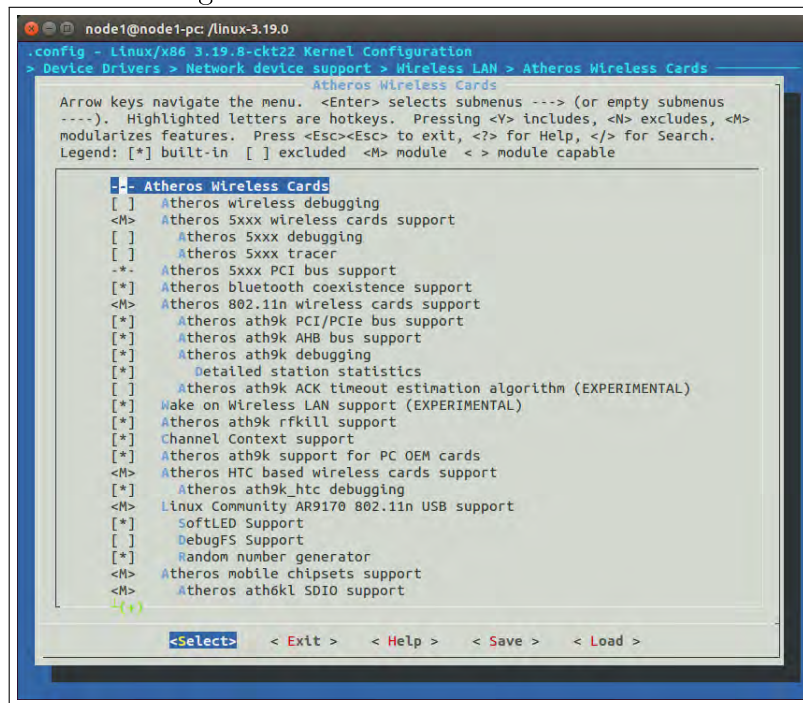 node1@node1-pc: /linux-3.19.0
.config - Linux/x86 3.19.8-ckt22 Kernel Configuration
> Device Drivers > Network device support > Wireless LAN > Atheros Wireless Cards
Atheros Wireless Cards
Arrow keys navigate the menu. <Enter> selects submenus ---> (or empty submenus
----). Highlighted letters are hotkeys. Pressing <Y> includes, <N> excludes, <M>
modularizes features. Press <Esc><Esc> to exit, <?> for Help, </> for Search.
Legend: [*] built-in [ ] excluded <M> module < > module capable
--- Atheros Wireless Cards
[ ] Atheros wireless debugging
<M> Atheros 5xxx wireless cards support
[ ] Atheros 5xxx debugging
[ ] Atheros 5xxx tracer
-*- Atheros 5xxx PCI bus support
[*] Atheros bluetooth coexistence support
<M> Atheros 802.11n wireless cards support
[*] Atheros ath9k PCI/PCIe bus support
[*] Atheros ath9k AHB bus support
[*] Atheros ath9k debugging
[*] Detailed station statistics
[ ] Atheros ath9k ACK timeout estimation algorithm (EXPERIMENTAL)
[*] Wake on Wireless LAN support (EXPERIMENTAL)
[*] Atheros ath9k rfkill support
[*] Channel Context support
[*] Atheros ath9k support for PC OEM cards
<M> Atheros HTC based wireless cards support
[*] Atheros ath9k_htc debugging
<M> Linux Community AR9170 802.11n USB support
[*] SoftLED Support
[ ] DebugFS Support
[*] Random number generator
<M> Atheros mobile chipsets support
<M> Atheros ath6kl SDIO support
<Select> < Exit > < Help > < Save > < Load >